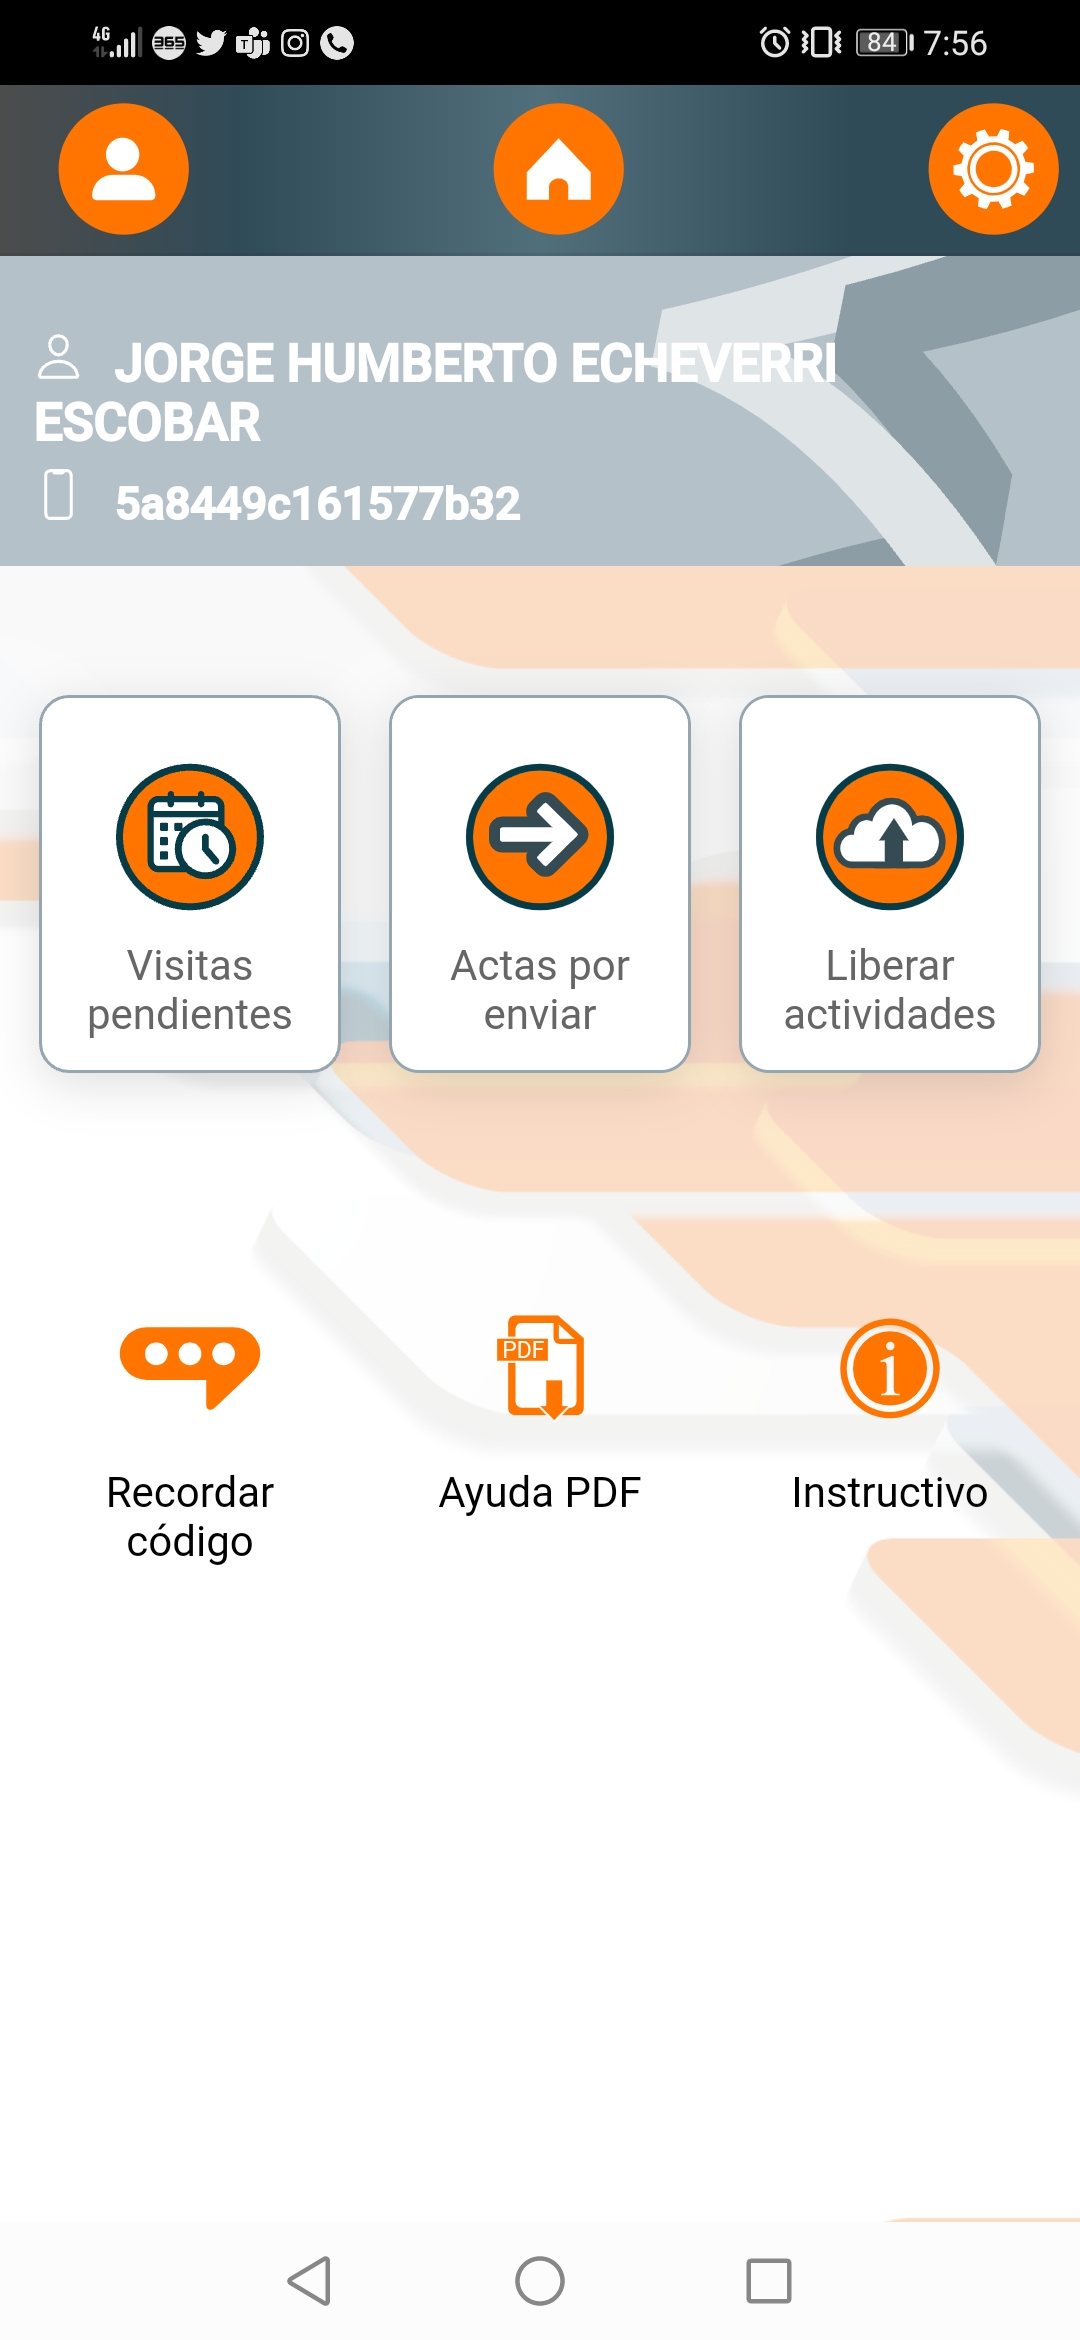 4G 365 T 84 7:56
JORGE HUMBERTO ECHEVERRI
ESCOBAR
5a8449c161577b32
Visitas
pendientes
Actas por
enviar
Liberar
actividades
PDF
i
Recordar
código
Ayuda PDF
Instructivo